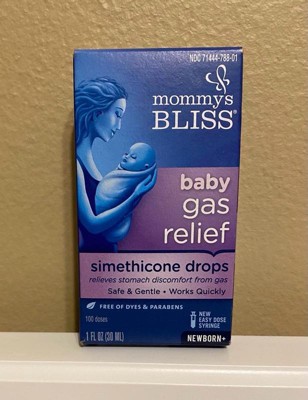 NDC 71444-788-01
mommy's
BLISS®
baby
gas
relief
simethicone drops
relieves stomach discomfort from gas
Safe & Gentle • Works Quickly
FREE OF DYES & PARABENS
100 doses
NEW
EASY DOSE
SYRINGE
1 FL OZ (30 ML)
NEWBORN+